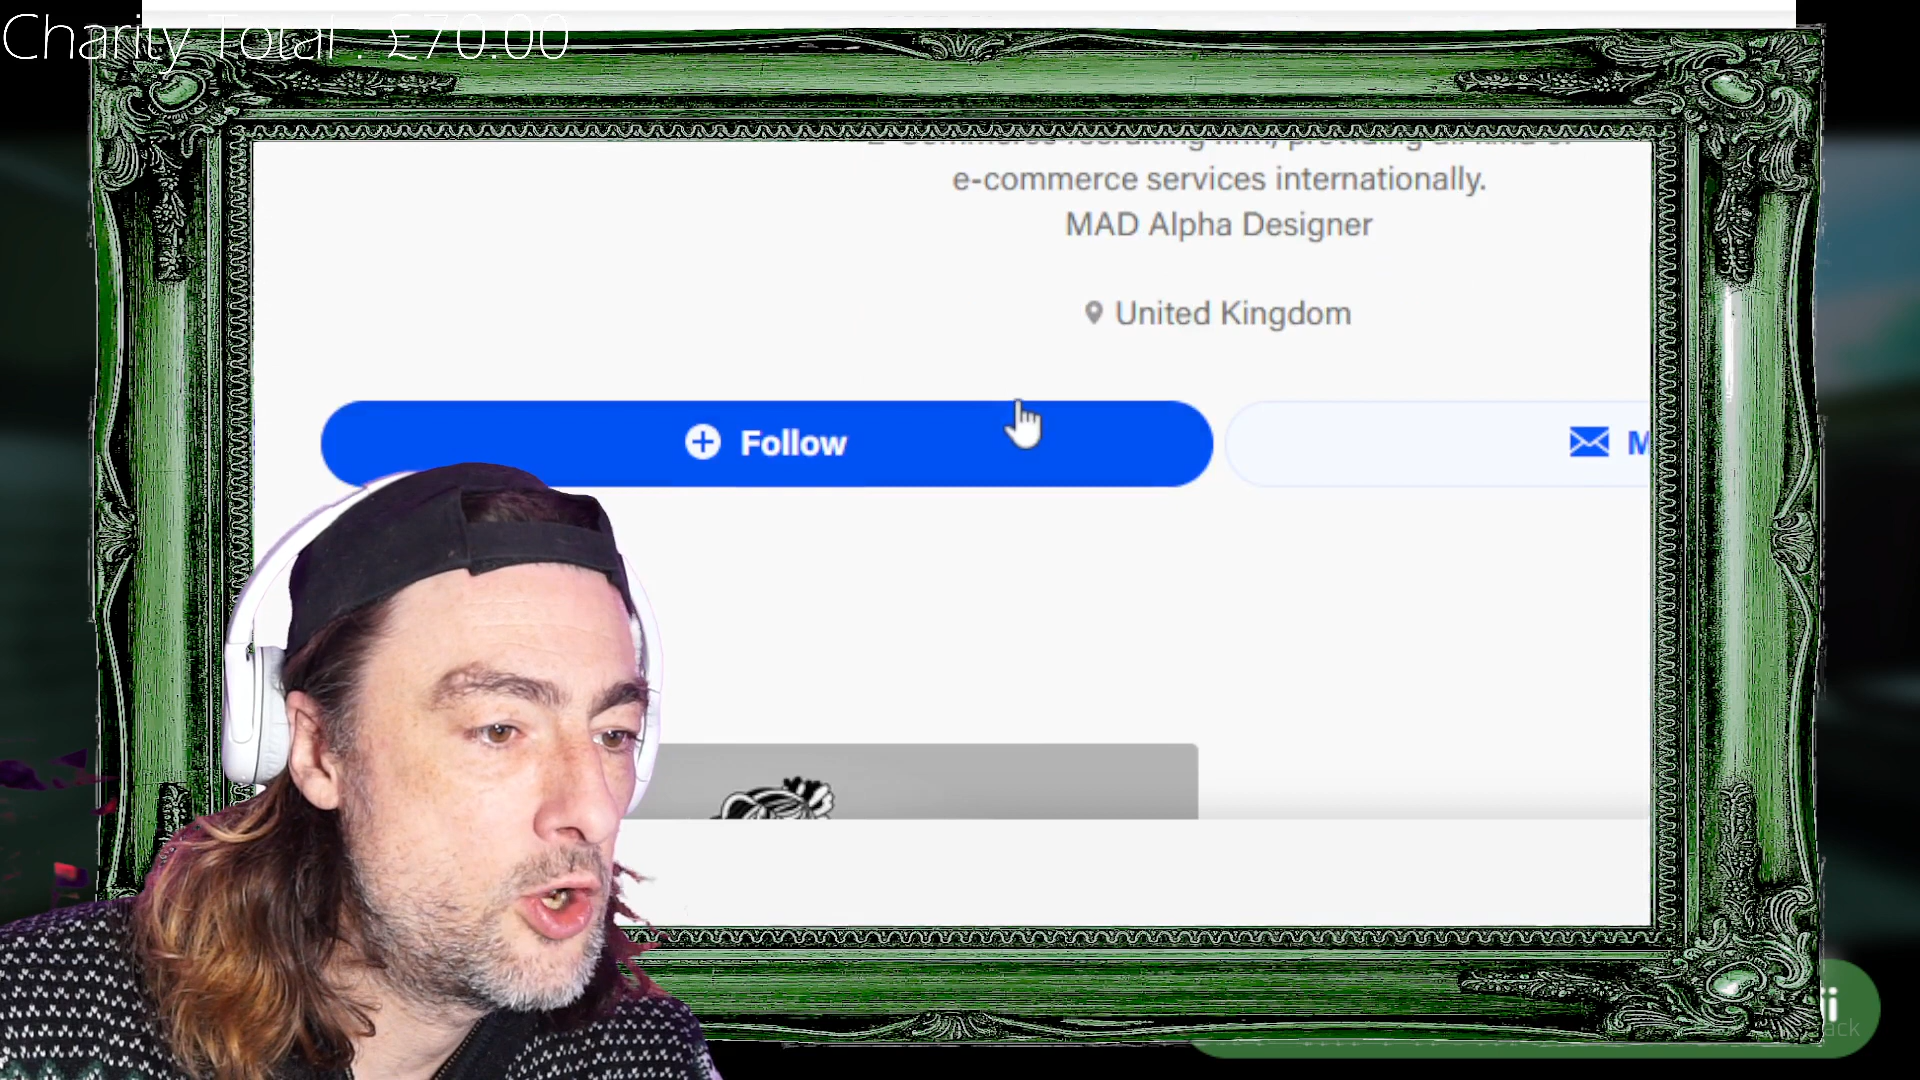 Charity Total : £70.00
e-commerce services internationally.
MAD Alpha Designer
United Kingdom
Follow